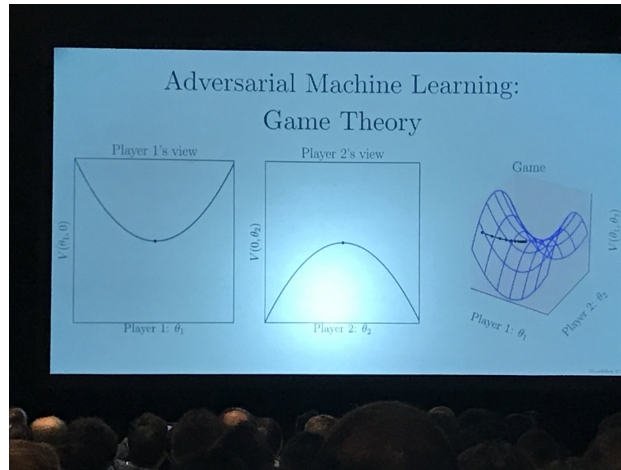 Adversarial Machine Learning:
Game Theory
Player 1's view
V(θ₁, 0)
Player 1: θ₁
Player 2's view
V(0, θ₂)
Player 2: θ₂
Game
Player 1: θ₁
Player 2: θ₂